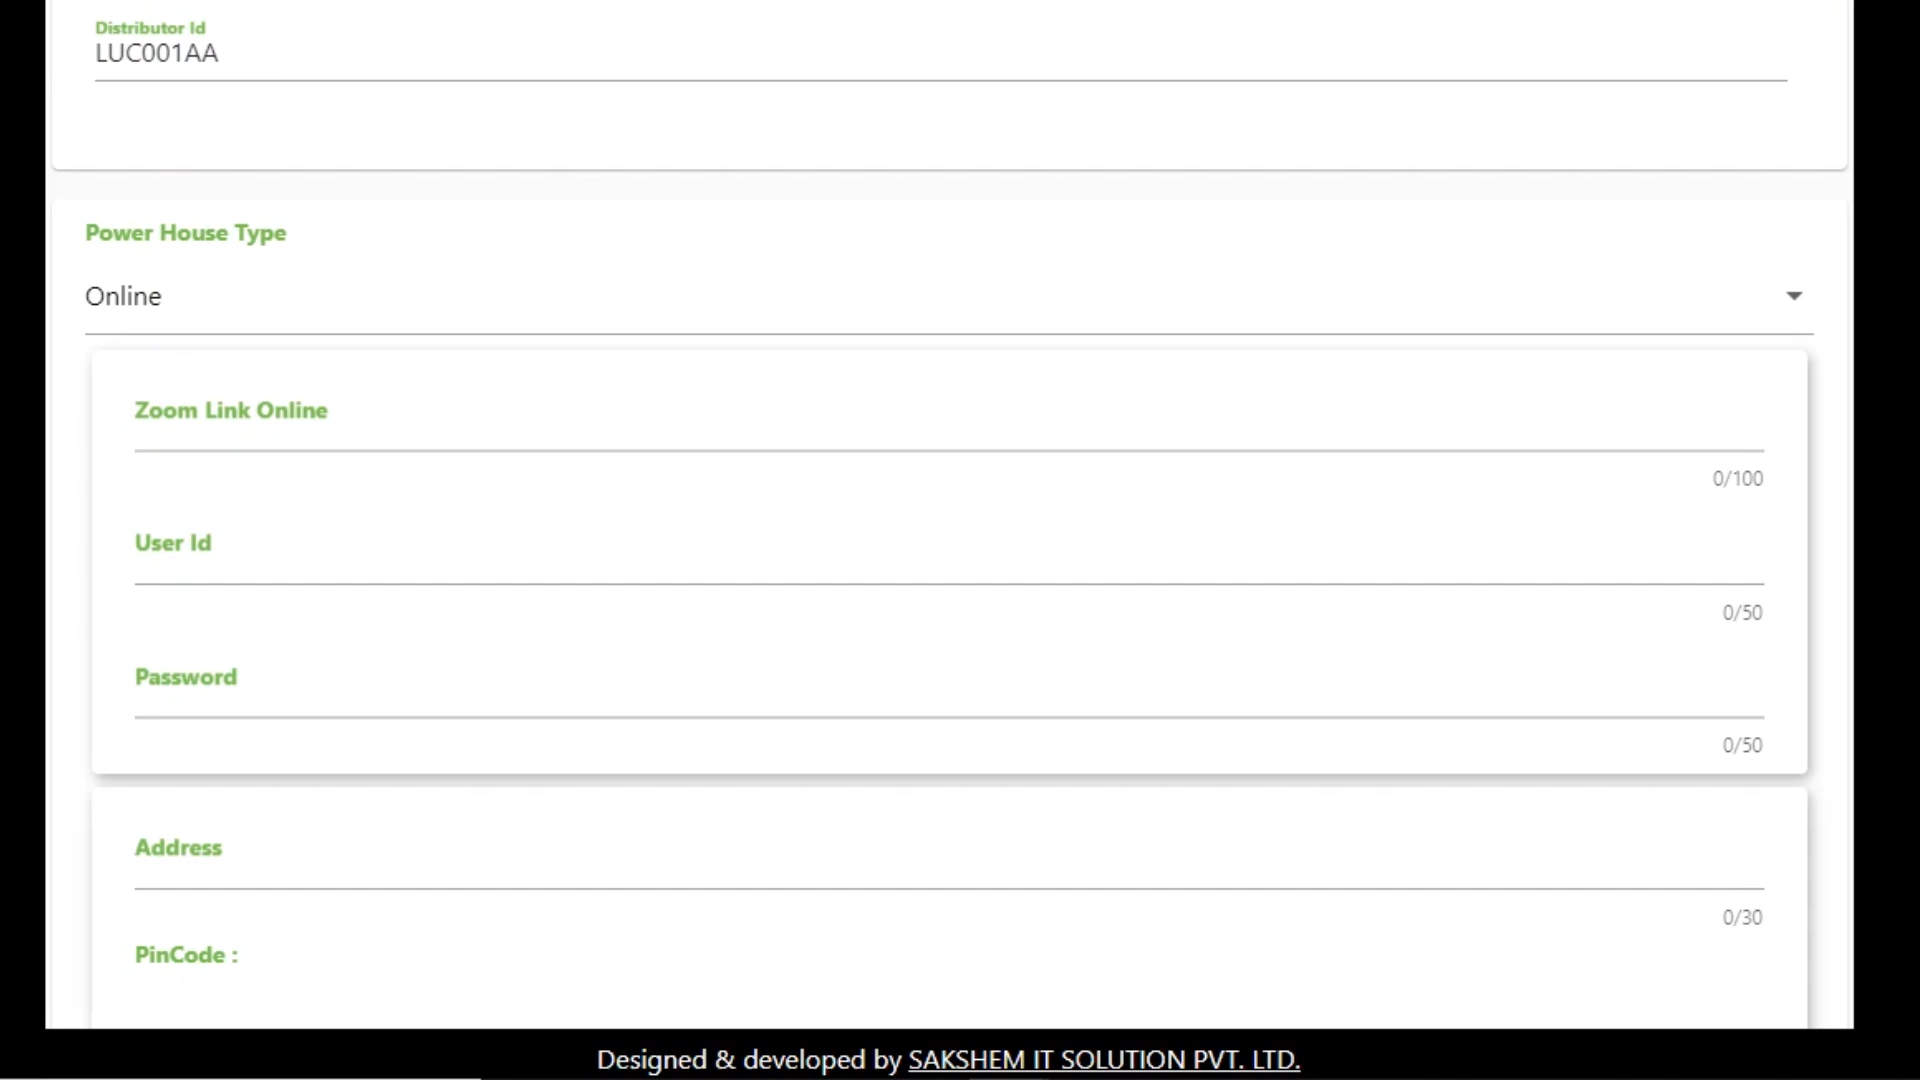 Distributor Id
LUC001AA
Power House Type
Online
Zoom Link Online
0/100
User Id
0/50
Password
0/50
Address
0/30
PinCode :
Designed & developed by SAKSHEM IT SOLUTION PVT. LTD.